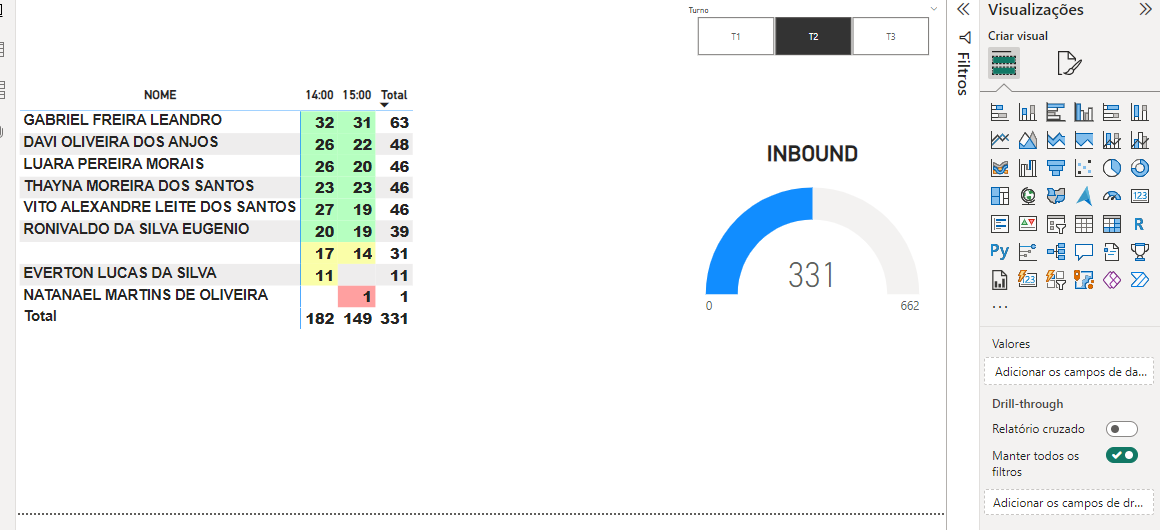 Turno
T1 T2 T3
NOME 14:00 15:00 Total
GABRIEL FREIRA LEANDRO 32 31 63
DAVI OLIVEIRA DOS ANJOS 26 22 48
LUARA PEREIRA MORAIS 26 20 46
THAYNA MOREIRA DOS SANTOS 23 23 46
VITO ALEXANDRE LEITE DOS SANTOS 27 19 46
RONIVALDO DA SILVA EUGENIO 20 19 39
17 14 31
EVERTON LUCAS DA SILVA 11 11
NATANAEL MARTINS DE OLIVEIRA 1 1
Total 182 149 331
INBOUND
331
0 662
Filtros
Visualizações
Criar visual
123
R
Py
123
...
Valores
Adicionar os campos de da...
Drill-through
Relatório cruzado
Manter todos os
filtros
Adicionar os campos de dr...